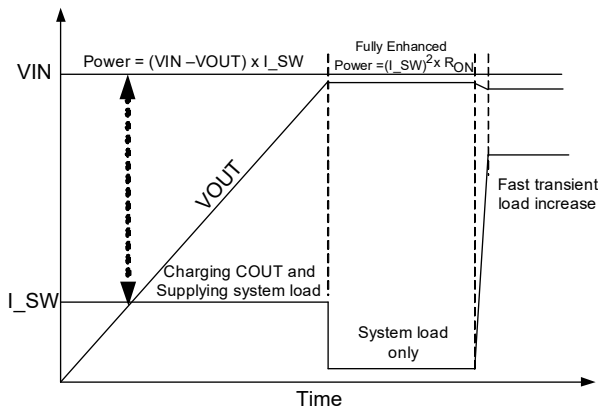 Fully Enhanced
Power = (VIN –VOUT) x I_SW
Power =(I_SW)² x R_ON
VIN
VOUT
Fast transient
load increase
Charging COUT and
Supplying system load
I_SW
System load
only
Time